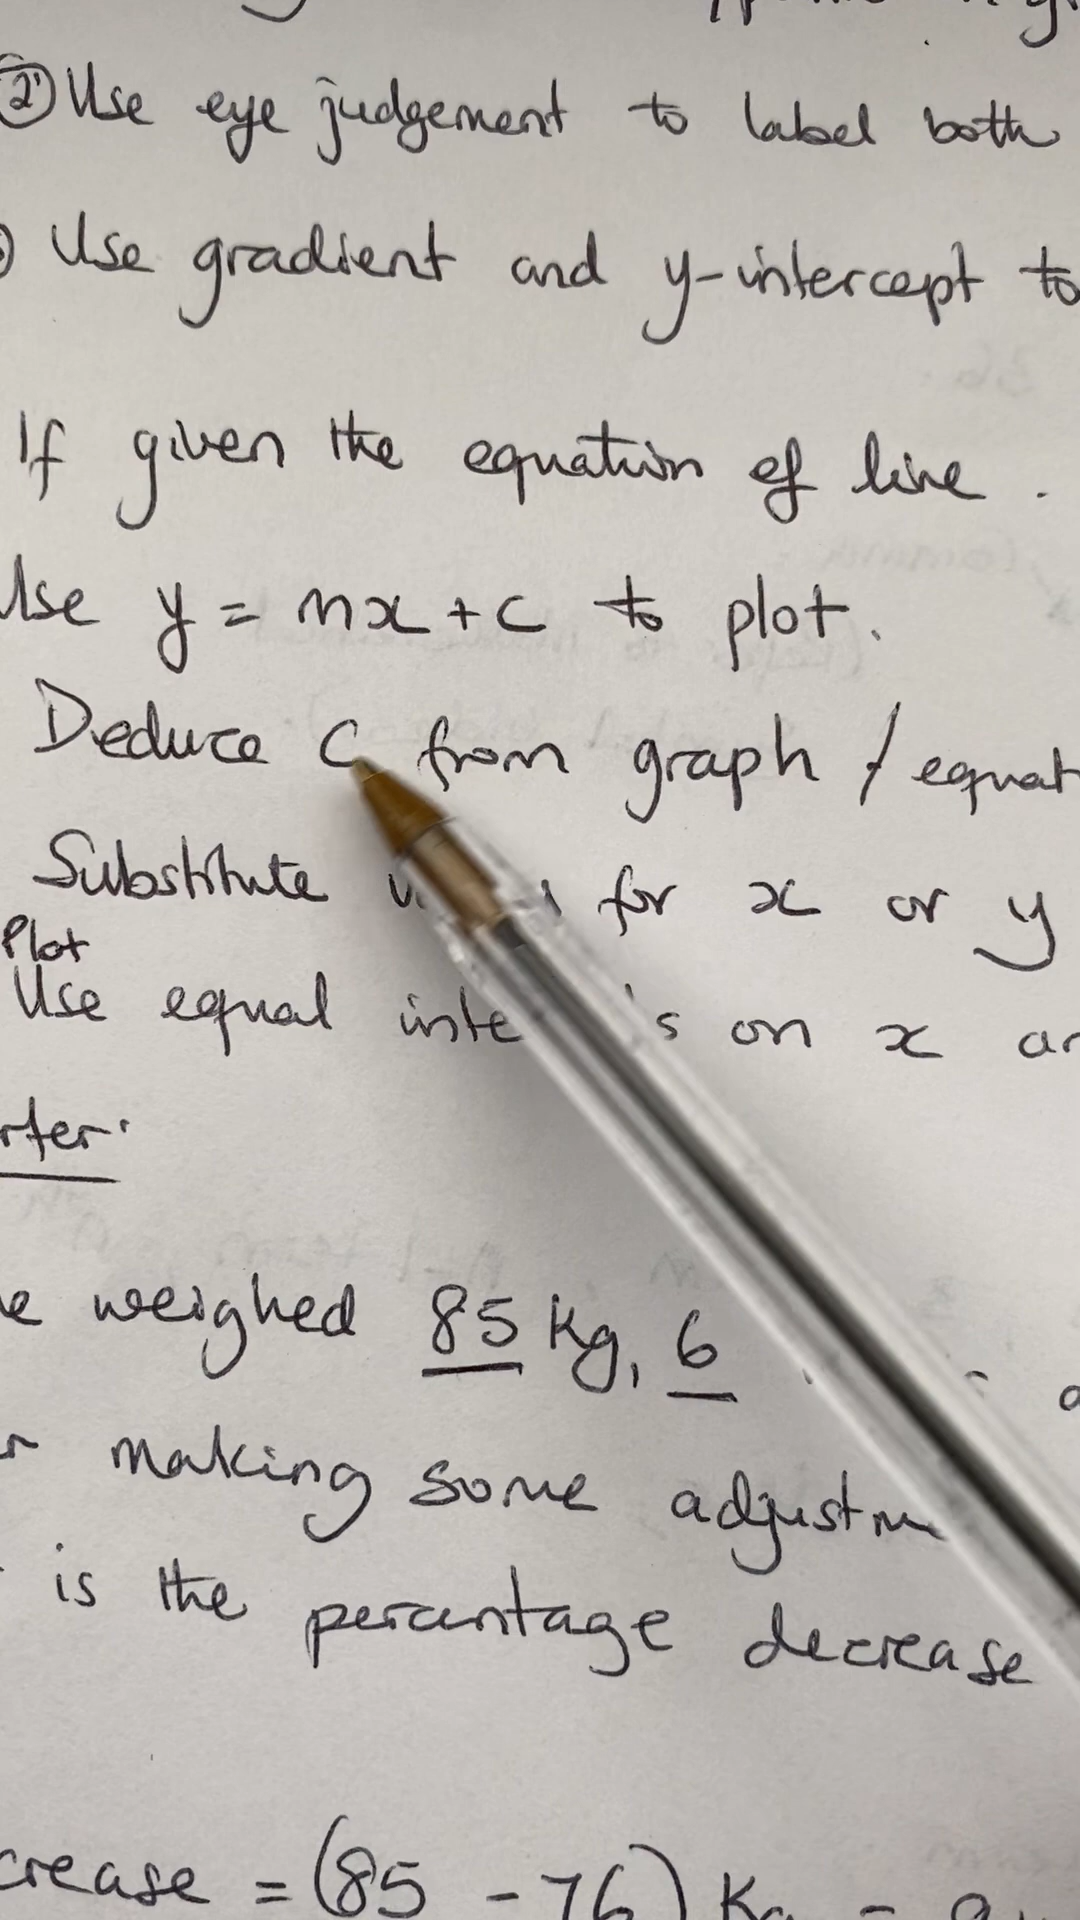 ② Use eye judgement to label both
Use gradient and y-intercept to
If given the equation of line.
Use y = mx + c to plot.
Deduce C from graph / equat
Substitute for x or y
Plot
Use equal inte s on x
rter.
e weighed 85 kg, 6
making some adjustm
is the percentage decrease
crease = (85 - 76) Kg =